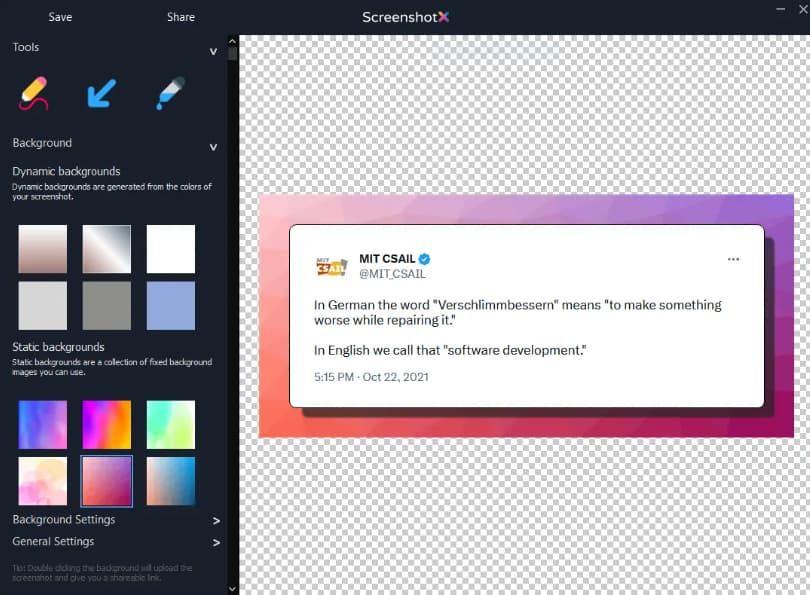 Save
Share
ScreenshotX
Tools
Background
Dynamic backgrounds
Dynamic backgrounds are generated from the colors of
your screenshot.
Static backgrounds
Static backgrounds are a collection of fixed background
images you can use.
Background Settings
General Settings
Tip: Double clicking the background will upload the
screenshot and give you a shareable link.
MIT
CSAIL
MIT CSAIL
@MIT_CSAIL
In German the word "Verschlimmbessern" means "to make something
worse while repairing it."
In English we call that "software development."
5:15 PM · Oct 22, 2021